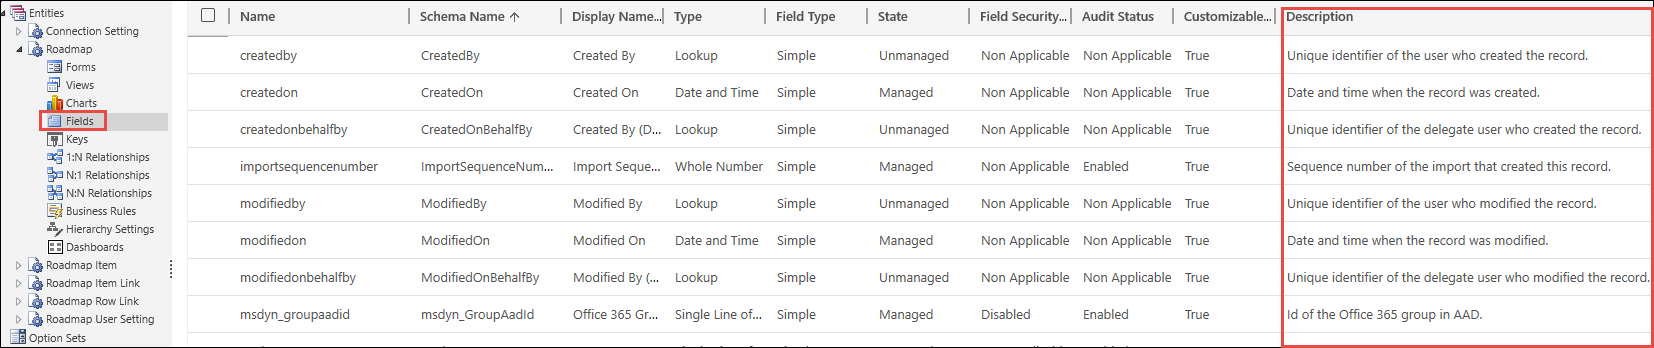 Entities
Connection Setting
Roadmap
Forms
Views
Charts
Fields
Keys
1:N Relationships
N:1 Relationships
N:N Relationships
Business Rules
Hierarchy Settings
Dashboards
Roadmap Item
Roadmap Item Link
Roadmap Row Link
Roadmap User Setting
Option Sets
Name Schema Name ↑ Display Name... Type Field Type State Field Security... Audit Status Customizable... Description
createdby CreatedBy Created By Lookup Simple Unmanaged Non Applicable Non Applicable True Unique identifier of the user who created the record.
createdon CreatedOn Created On Date and Time Simple Managed Non Applicable Non Applicable True Date and time when the record was created.
createdonbehalfby CreatedOnBehalfBy Created By (D... Lookup Simple Unmanaged Non Applicable Non Applicable True Unique identifier of the delegate user who created the record.
importsequencenumber ImportSequenceNum... Import Seque... Whole Number Simple Managed Non Applicable Enabled True Sequence number of the import that created this record.
modifiedby ModifiedBy Modified By Lookup Simple Unmanaged Non Applicable Non Applicable True Unique identifier of the user who modified the record.
modifiedon ModifiedOn Modified On Date and Time Simple Managed Non Applicable Non Applicable True Date and time when the record was modified.
modifiedonbehalfby ModifiedOnBehalfBy Modified By (... Lookup Simple Unmanaged Non Applicable Non Applicable True Unique identifier of the delegate user who modified the record.
msdyn_groupaadid msdyn_GroupAadId Office 365 Gr... Single Line of... Simple Managed Disabled Enabled True Id of the Office 365 group in AAD.